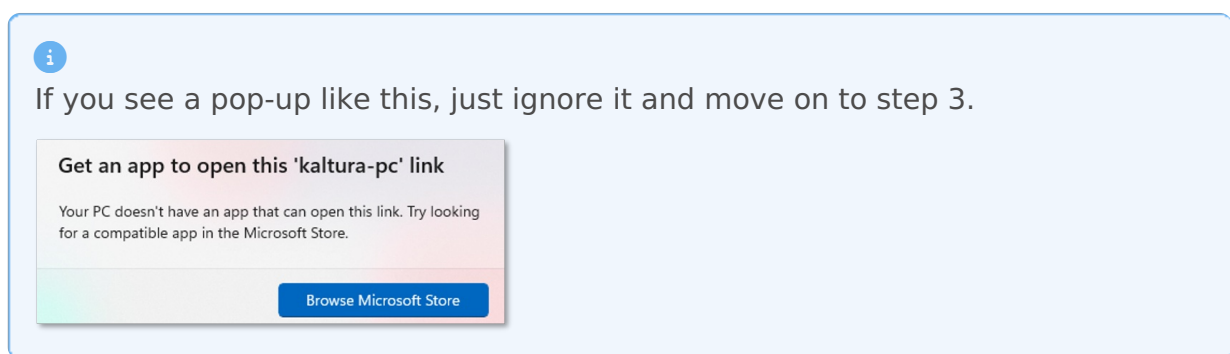 If you see a pop-up like this, just ignore it and move on to step 3.
Get an app to open this 'kaltura-pc' link
Your PC doesn't have an app that can open this link. Try looking
for a compatible app in the Microsoft Store.
Browse Microsoft Store